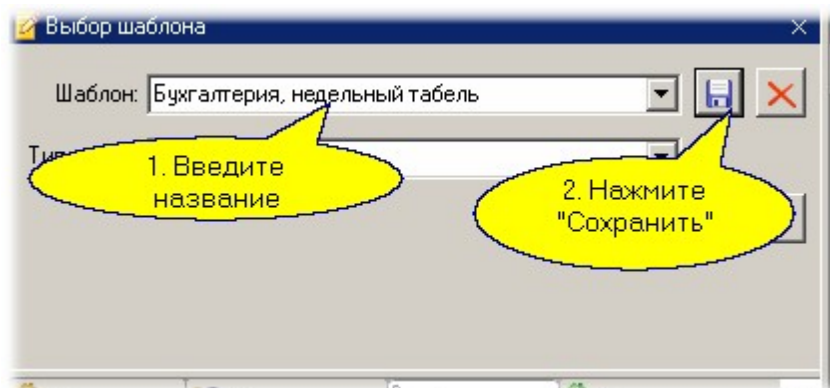 Выбор шаблона
Шаблон: Бухгалтерия, недельный табель
1. Введите
название
2. Нажмите
"Сохранить"